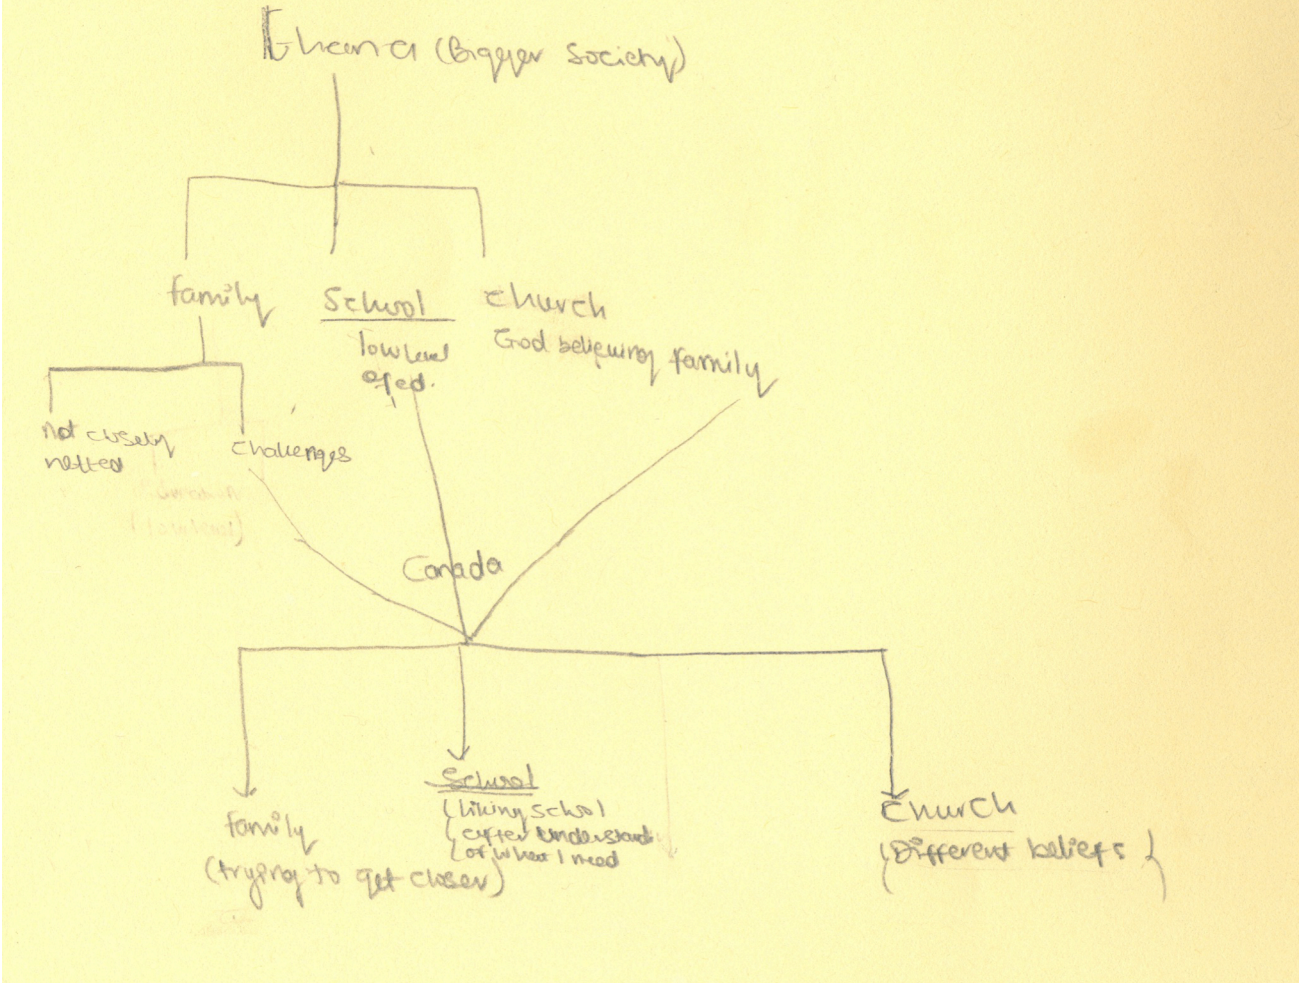 Ghana (Bigger society)
family
School
church
low level
of ed.
God believing family
not closely
netted
challenges
Canada
School
(liking school
(after understand
(of what I need
family
(trying to get closer)
church
(Different beliefs)